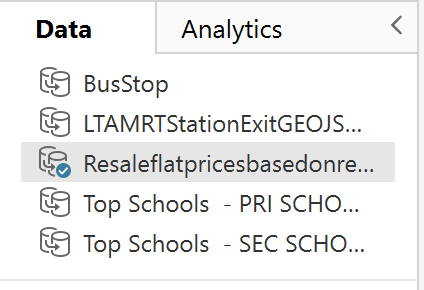 Data Analytics
BusStop
LTAMRTStationExitGEOJS...
Resaleflatpricesbasedonre...
Top Schools - PRI SCHO...
Top Schools - SEC SCHO...